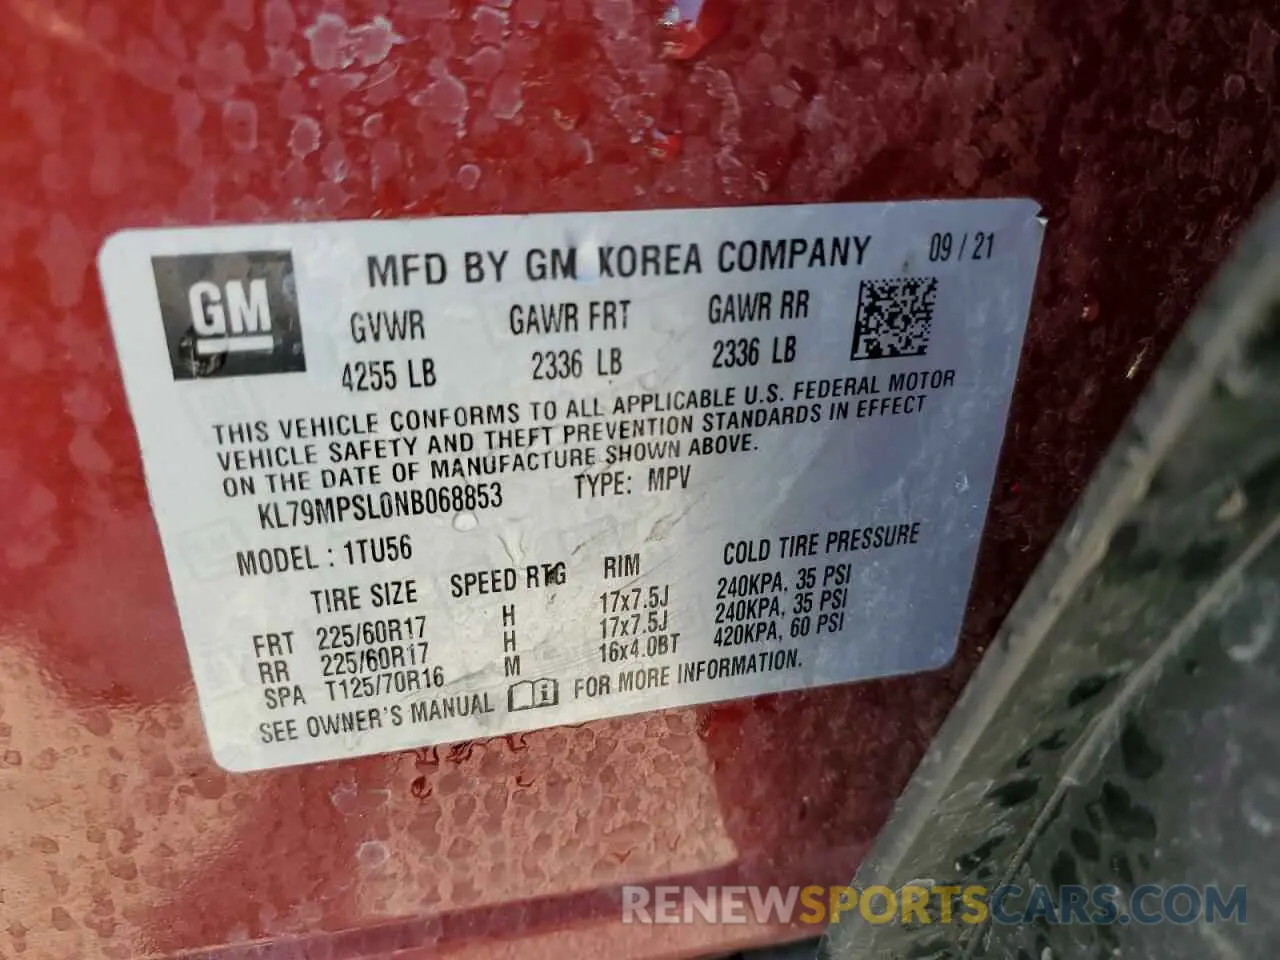 GM
MFD BY GM KOREA COMPANY 09 / 21
GVWR GAWR FRT GAWR RR
4255 LB 2336 LB 2336 LB
THIS VEHICLE CONFORMS TO ALL APPLICABLE U.S. FEDERAL MOTOR
VEHICLE SAFETY AND THEFT PREVENTION STANDARDS IN EFFECT
ON THE DATE OF MANUFACTURE SHOWN ABOVE.
KL79MPSL0NB068853 TYPE: MPV
MODEL : 1TU56
TIRE SIZE SPEED RTG RIM COLD TIRE PRESSURE
FRT 225/60R17 H 17x7.5J 240KPA, 35 PSI
RR 225/60R17 H 17x7.5J 240KPA, 35 PSI
SPA T125/70R16 M 16x4.0BT 420KPA, 60 PSI
SEE OWNER'S MANUAL FOR MORE INFORMATION.
RENEWSPORTSCARS.COM